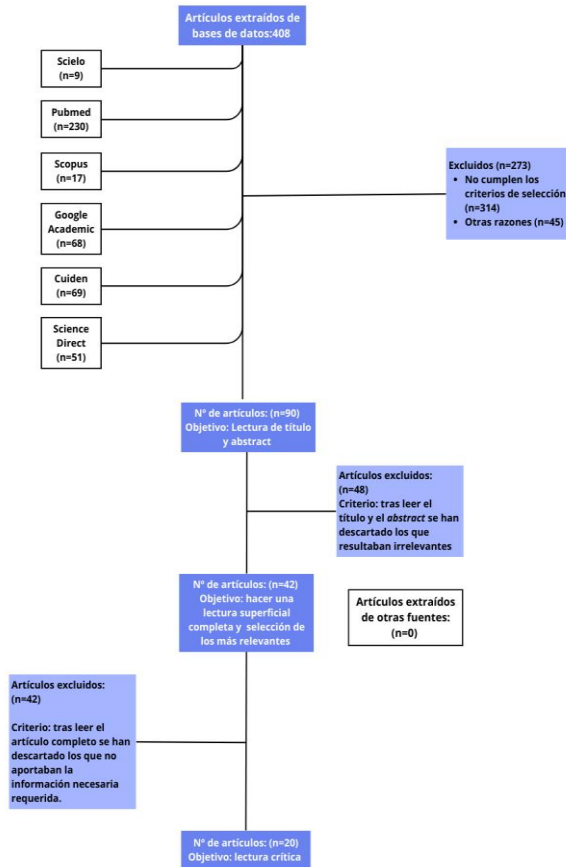 Artículos extraídos de
bases de datos:408
Scielo
(n=9)
Pubmed
(n=230)
Scopus
(n=17)
Google
Academic
(n=68)
Cuiden
(n=69)
Science
Direct
(n=51)
Excluidos (n=273)
• No cumplen los
criterios de selección
(n=314)
• Otras razones (n=45)
Nº de artículos: (n=90)
Objetivo: Lectura de título
y abstract
Artículos excluidos:
(n=48)
Criterio: tras leer el
título y el abstract se han
descartado los que
resultaban irrelevantes
Nº de artículos: (n=42)
Objetivo: hacer una
lectura superficial
completa y selección de
los más relevantes
Artículos extraídos
de otras fuentes:
(n=0)
Artículos excluidos:
(n=42)
Criterio: tras leer el
artículo completo se han
descartado los que no
aportaban la
información necesaria
requerida.
Nº de artículos: (n=20)
Objetivo: lectura crítica